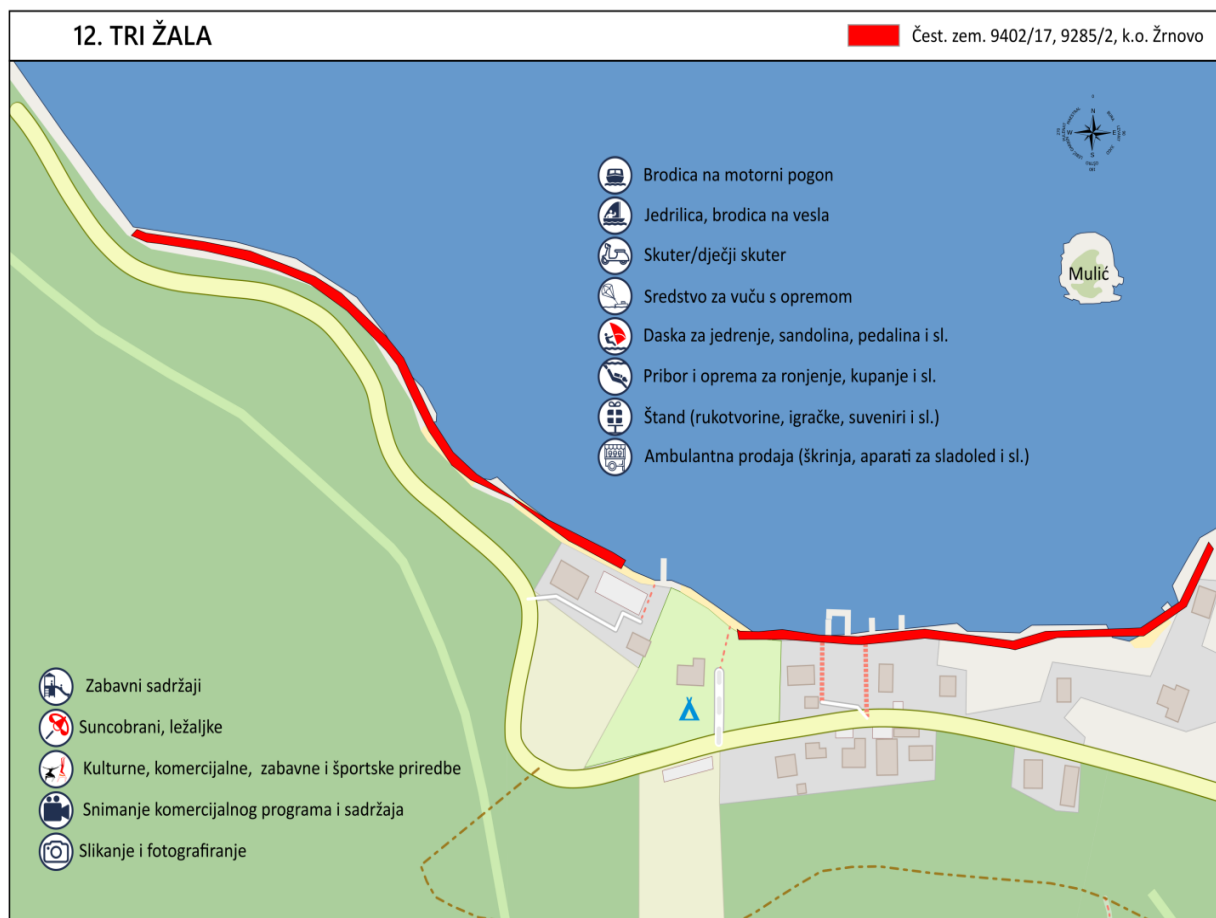 12. TRI ŽALA
Čest. zem. 9402/17, 9285/2, k.o. Žrnovo
N
W
E
S
Brodica na motorni pogon
Jedrilica, brodica na vesla
Skuter/dječji skuter
Mulić
Sredstvo za vuču s opremom
Daska za jedrenje, sandolina, pedalina i sl.
Pribor i oprema za ronjenje, kupanje i sl.
Štand (rukotvorine, igračke, suveniri i sl.)
Ambulantna prodaja (škrinja, aparati za sladoled i sl.)
Zabavni sadržaji
Suncobrani, ležaljke
Kulturne, komercijalne, zabavne i športske priredbe
Snimanje komercijalnog programa i sadržaja
Slikanje i fotografiranje